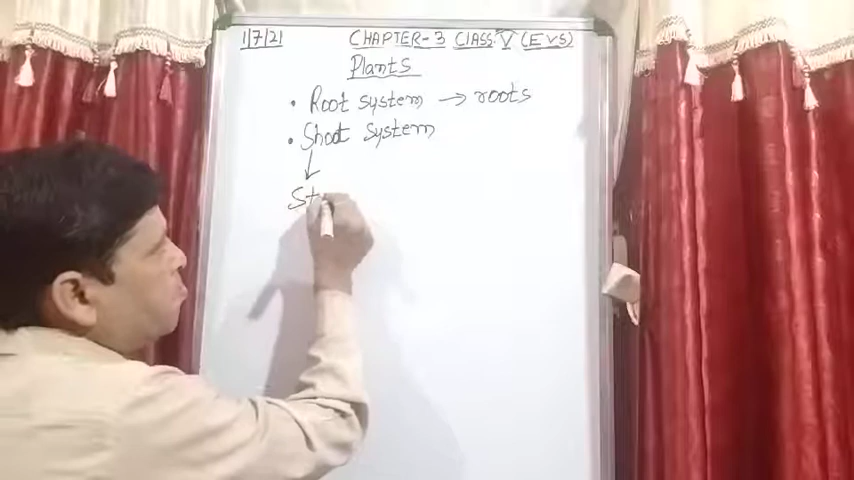 1/7/21 CHAPTER-3 CLASS-V (EVS)
Plants
• Root system → roots
• Shoot system
↓
St